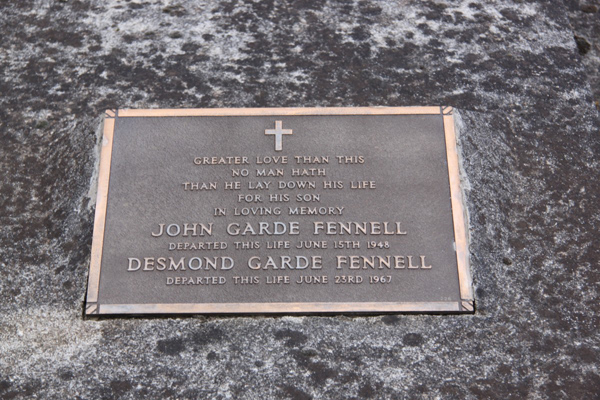 GREATER LOVE THAN THIS
NO MAN HATH
THAN HE LAY DOWN HIS LIFE
FOR HIS SON
IN LOVING MEMORY
JOHN GARDE FENNELL
DEPARTED THIS LIFE JUNE 15TH 1948
DESMOND GARDE FENNELL
DEPARTED THIS LIFE JUNE 23RD 1967